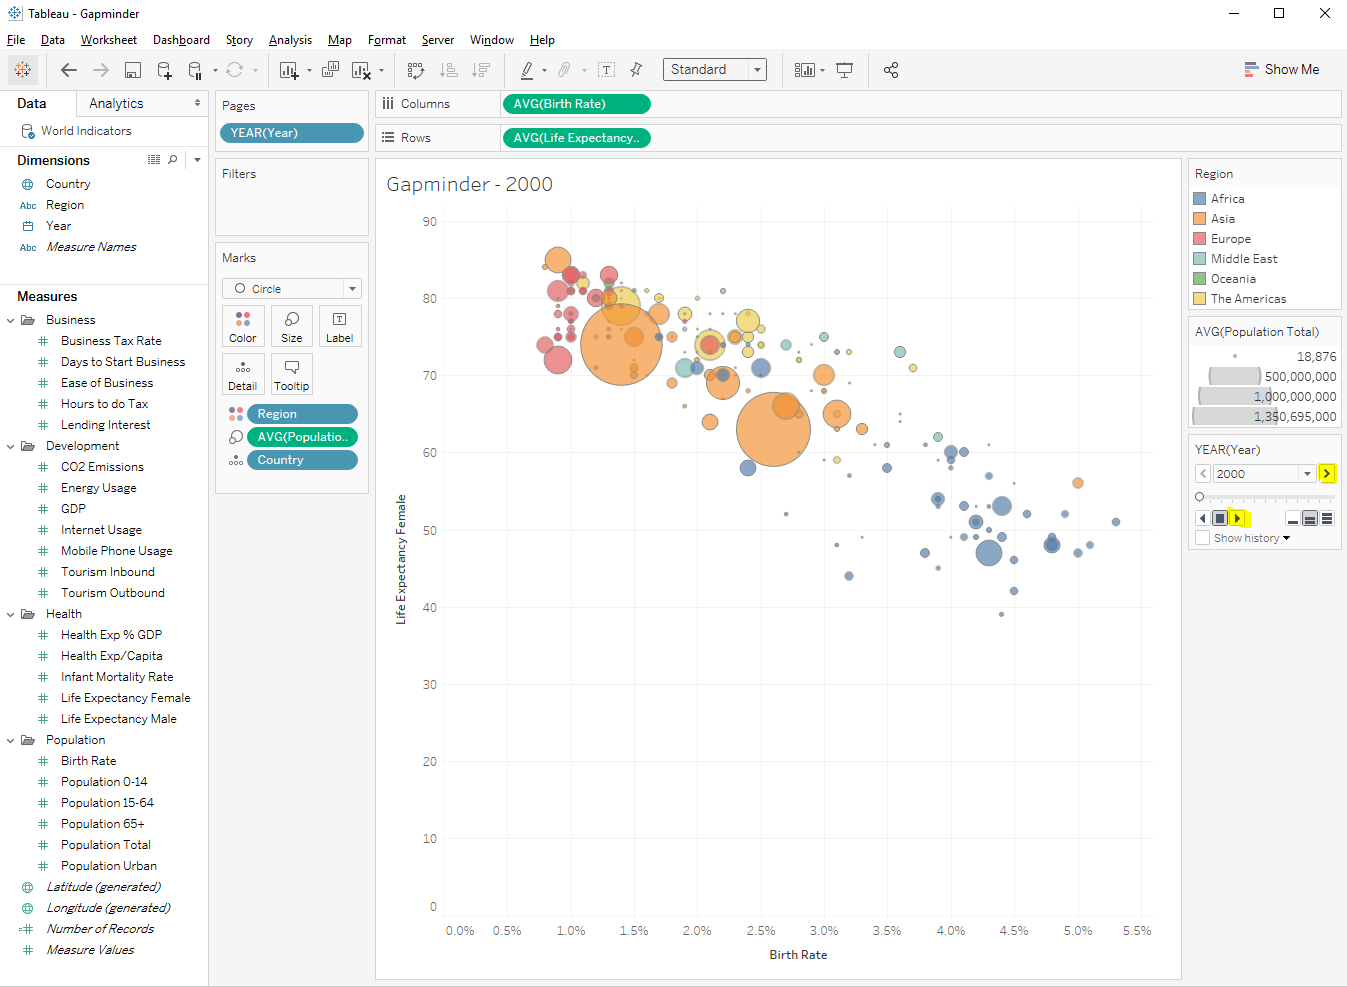 Tableau - Gapminder
File Data Worksheet Dashboard Story Analysis Map Format Server Window Help
Standard
Show Me
Data Analytics
World Indicators
Dimensions
Country
Abc Region
Year
Abc Measure Names
Measures
Business
Business Tax Rate
Days to Start Business
Ease of Business
Hours to do Tax
Lending Interest
Development
CO2 Emissions
Energy Usage
GDP
Internet Usage
Mobile Phone Usage
Tourism Inbound
Tourism Outbound
Health
Health Exp % GDP
Health Exp/Capita
Infant Mortality Rate
Life Expectancy Female
Life Expectancy Male
Population
Birth Rate
Population 0-14
Population 15-64
Population 65+
Population Total
Population Urban
Latitude (generated)
Longitude (generated)
Number of Records
Measure Values
Pages
YEAR(Year)
Filters
Marks
Circle
Color Size Label
Detail Tooltip
Region
AVG(Populatio..
Country
Columns AVG(Birth Rate)
Rows AVG(Life Expectancy..
Gapminder - 2000
90
80
70
60
50
40
30
20
10
0
Life Expectancy Female
0.0% 0.5% 1.0% 1.5% 2.0% 2.5% 3.0% 3.5% 4.0% 4.5% 5.0% 5.5%
Birth Rate
Region
Africa
Asia
Europe
Middle East
Oceania
The Americas
AVG(Population Total)
18,876
500,000,000
1,000,000,000
1,350,695,000
YEAR(Year)
2000
Show history